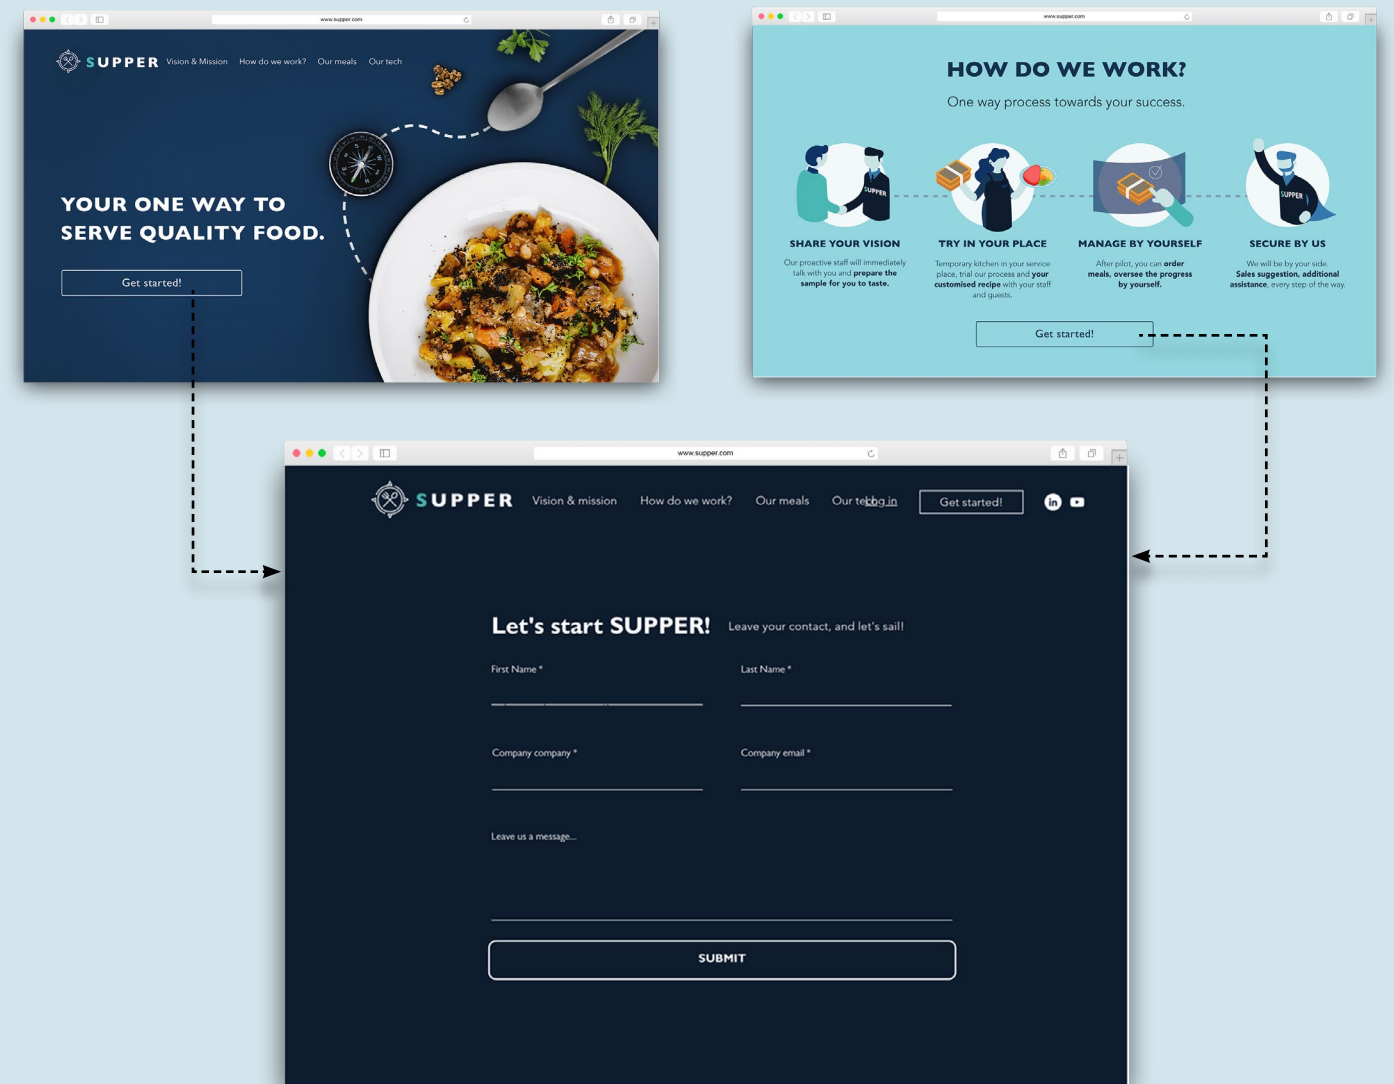 www.supper.com
SUPPER Vision & Mission How do we work? Our meals Our tech
YOUR ONE WAY TO
SERVE QUALITY FOOD.
Get started!
www.supper.com
HOW DO WE WORK?
One way process towards your success.
SUPPER
SUPPER
SHARE YOUR VISION
Our proactive staff will immediately
talk with you and prepare the
sample for you to taste.
TRY IN YOUR PLACE
Temporary kitchen in your service
place, trial our process and your
customised recipe with your staff
and guests.
MANAGE BY YOURSELF
After pilot, you can order
meals, oversee the progress
by yourself.
SECURE BY US
We will be by your side.
Sales suggestion, additional
assistance, every step of the way.
Get started!
www.supper.com
SUPPER Vision & mission How do we work? Our meals Our tech Log in Get started! in
Let's start SUPPER! Leave your contact, and let's sail!
First Name * Last Name *
Company company * Company email *
Leave us a message...
SUBMIT